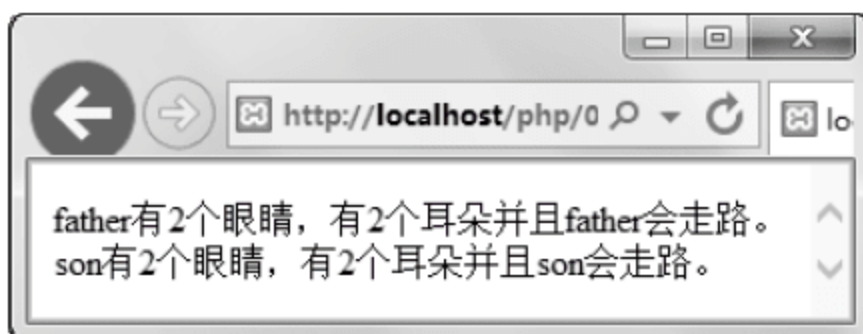 http://localhost/php/0
lo
father有2个眼睛，有2个耳朵并且father会走路。
son有2个眼睛，有2个耳朵并且son会走路。